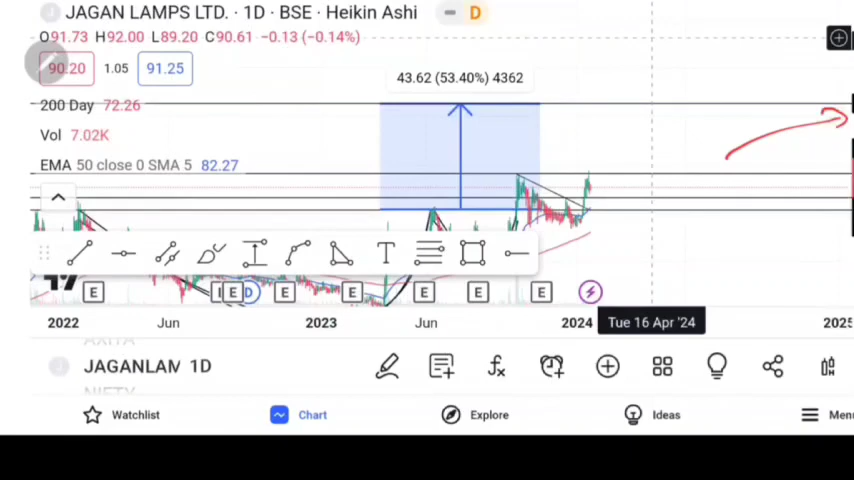 J JAGAN LAMPS LTD. · 1D · BSE · Heikin Ashi D
O91.73 H92.00 L89.20 C90.61 −0.13 (−0.14%)
90.20 1.05 91.25
43.62 (53.40%) 4362
200 Day 72.26
Vol 7.02K
EMA 50 close 0 SMA 5 82.27
T
E E D E E E E E
2022 Jun 2023 Jun 2024 Tue 16 Apr '24 2025
J JAGANLAM 1D
Watchlist Chart Explore Ideas Menu